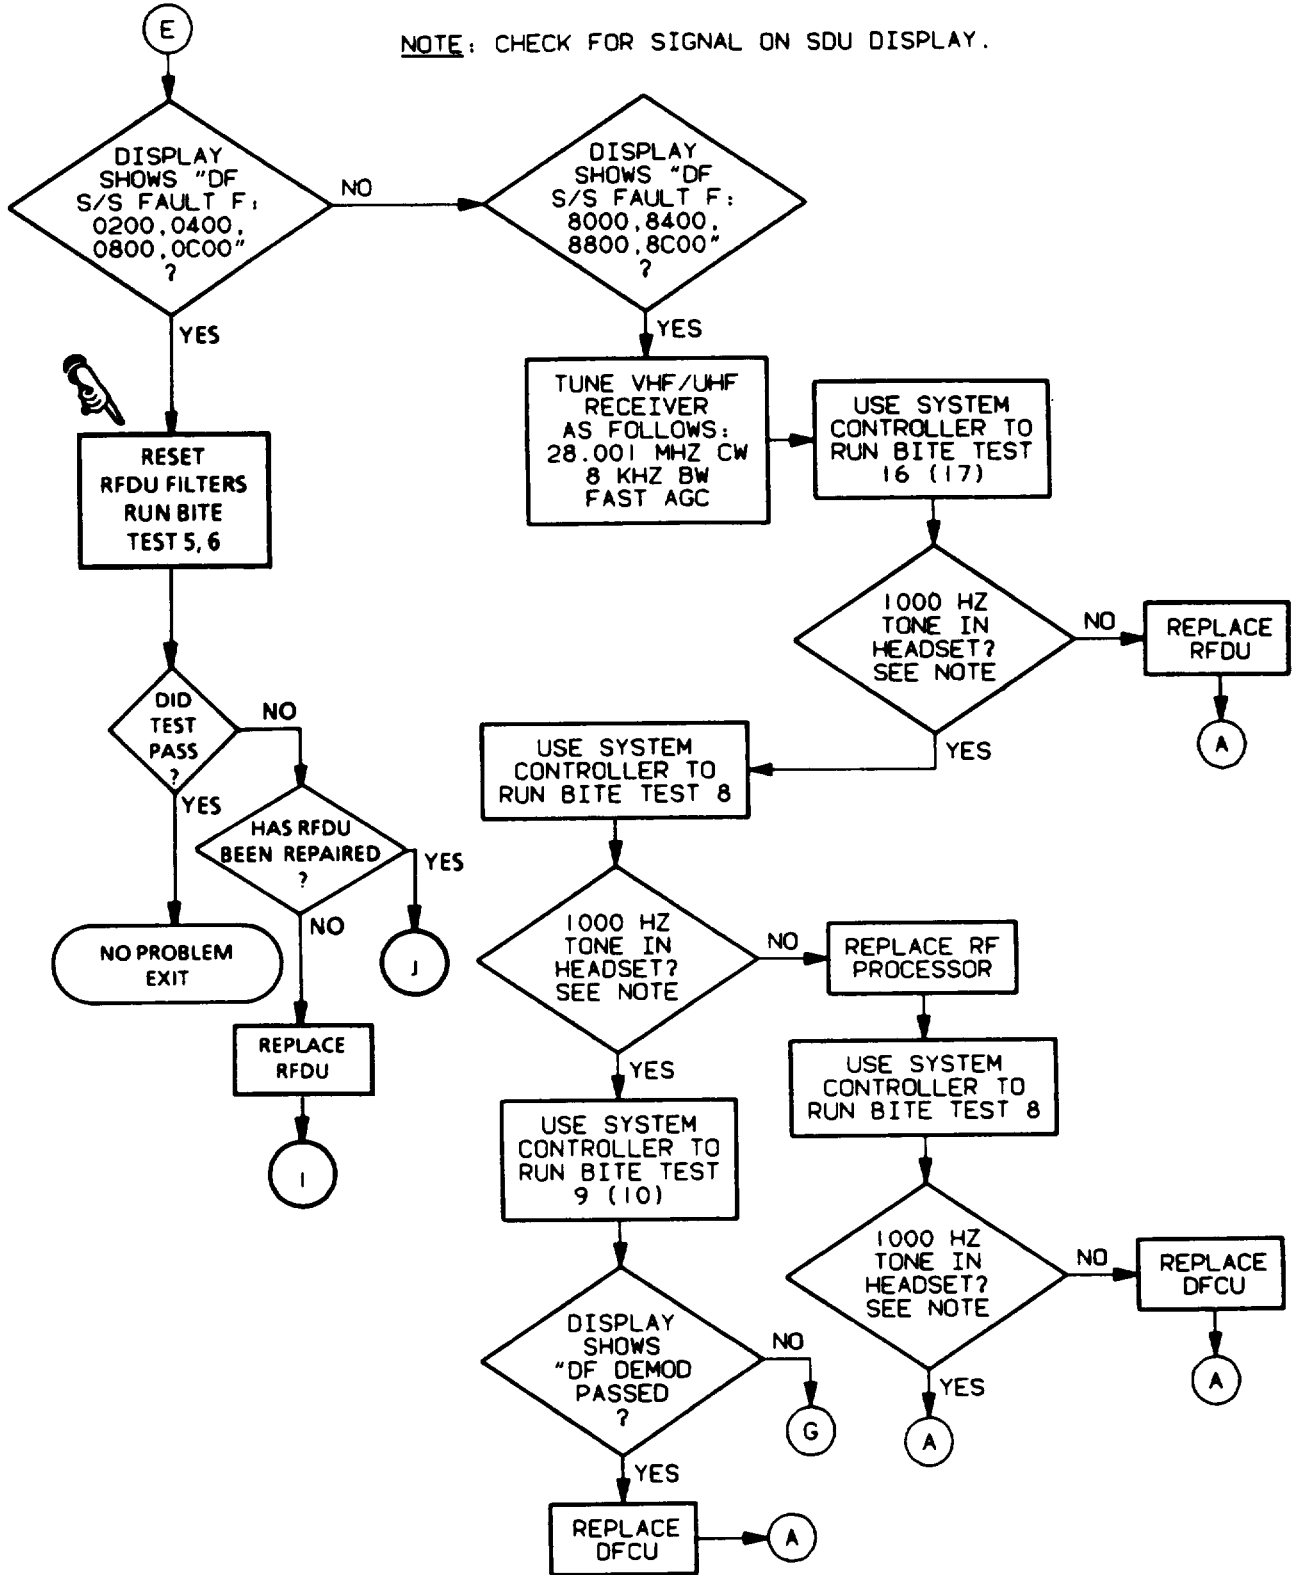 E
NOTE: CHECK FOR SIGNAL ON SDU DISPLAY.
DISPLAY
SHOWS "DF
S/S FAULT F:
0200,0400,
0800,0C00"
?
NO
DISPLAY
SHOWS "DF
S/S FAULT F:
8000,8400,
8800,8C00"
?
YES
YES
RESET
RFDU FILTERS
RUN BITE
TEST 5, 6
TUNE VHF/UHF
RECEIVER
AS FOLLOWS:
28.001 MHZ CW
8 KHZ BW
FAST AGC
USE SYSTEM
CONTROLLER TO
RUN BITE TEST
16 (17)
1000 HZ
TONE IN
HEADSET?
SEE NOTE
NO
REPLACE
RFDU
A
YES
DID
TEST
PASS
?
NO
YES
HAS RFDU
BEEN REPAIRED
?
YES
NO
NO PROBLEM
EXIT
J
REPLACE
RFDU
I
USE SYSTEM
CONTROLLER TO
RUN BITE TEST 8
1000 HZ
TONE IN
HEADSET?
SEE NOTE
NO
REPLACE RF
PROCESSOR
YES
USE SYSTEM
CONTROLLER TO
RUN BITE TEST 8
USE SYSTEM
CONTROLLER TO
RUN BITE TEST
9 (10)
1000 HZ
TONE IN
HEADSET?
SEE NOTE
NO
REPLACE
DFCU
A
YES
A
DISPLAY
SHOWS
"DF DEMOD
PASSED
?
NO
G
YES
REPLACE
DFCU
A